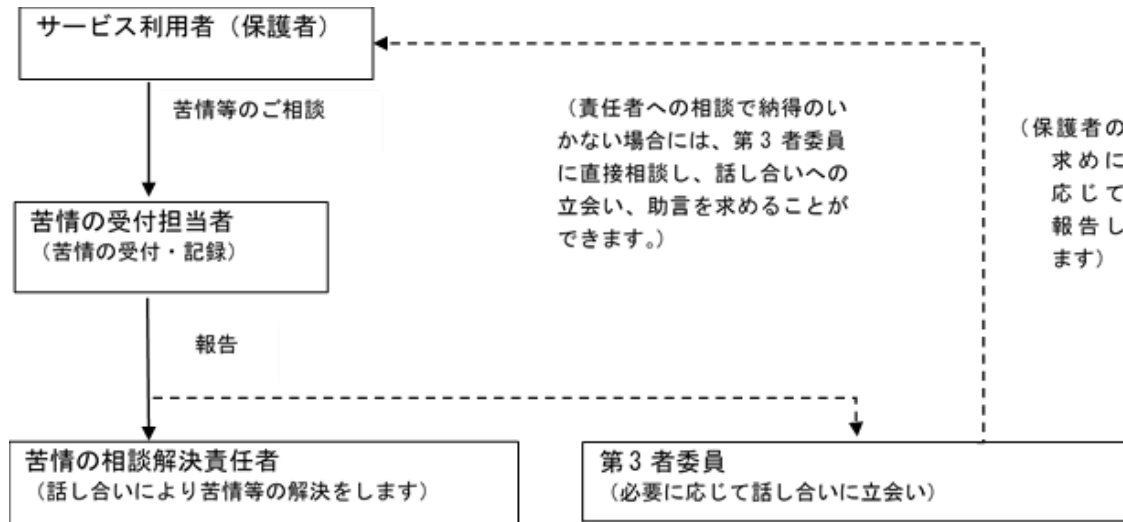 サービス利用者（保護者）
苦情等のご相談
（責任者への相談で納得のい
かない場合には、第3者委員
に直接相談し、話し合いへの
立会い、助言を求めることが
できます。）
（保護者の
求めに
応じて
報告し
ます）
苦情の受付担当者
（苦情の受付・記録）
報告
苦情の相談解決責任者
（話し合いにより苦情等の解決をします）
第3者委員
（必要に応じて話し合いに立会い）